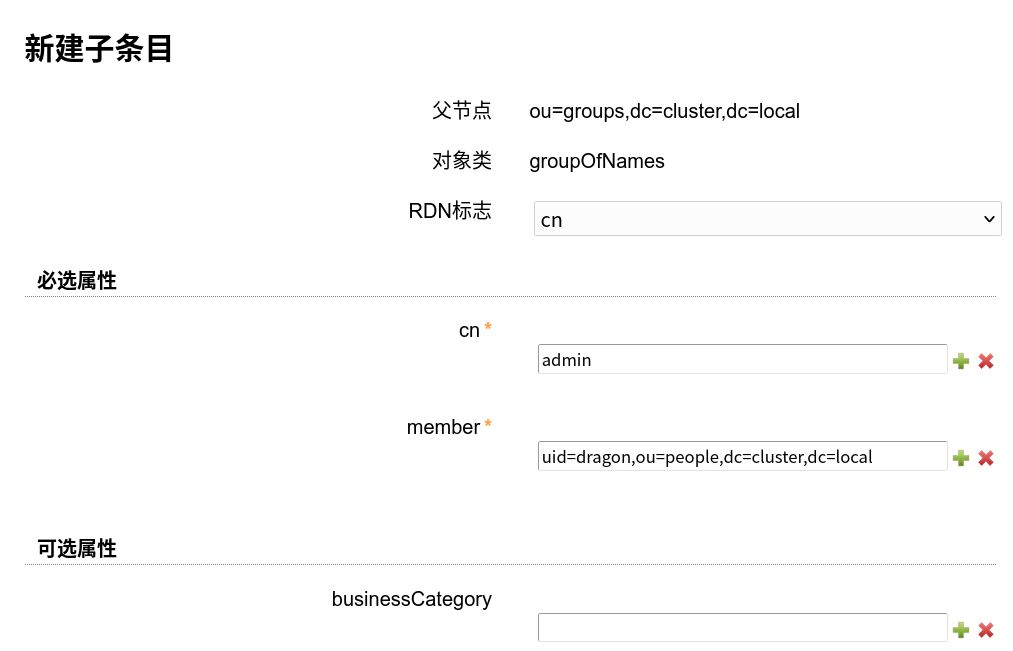 新建子条目
父节点 ou=groups,dc=cluster,dc=local
对象类 groupOfNames
RDN标志 cn
必选属性
cn *
admin
member *
uid=dragon,ou=people,dc=cluster,dc=local
可选属性
businessCategory